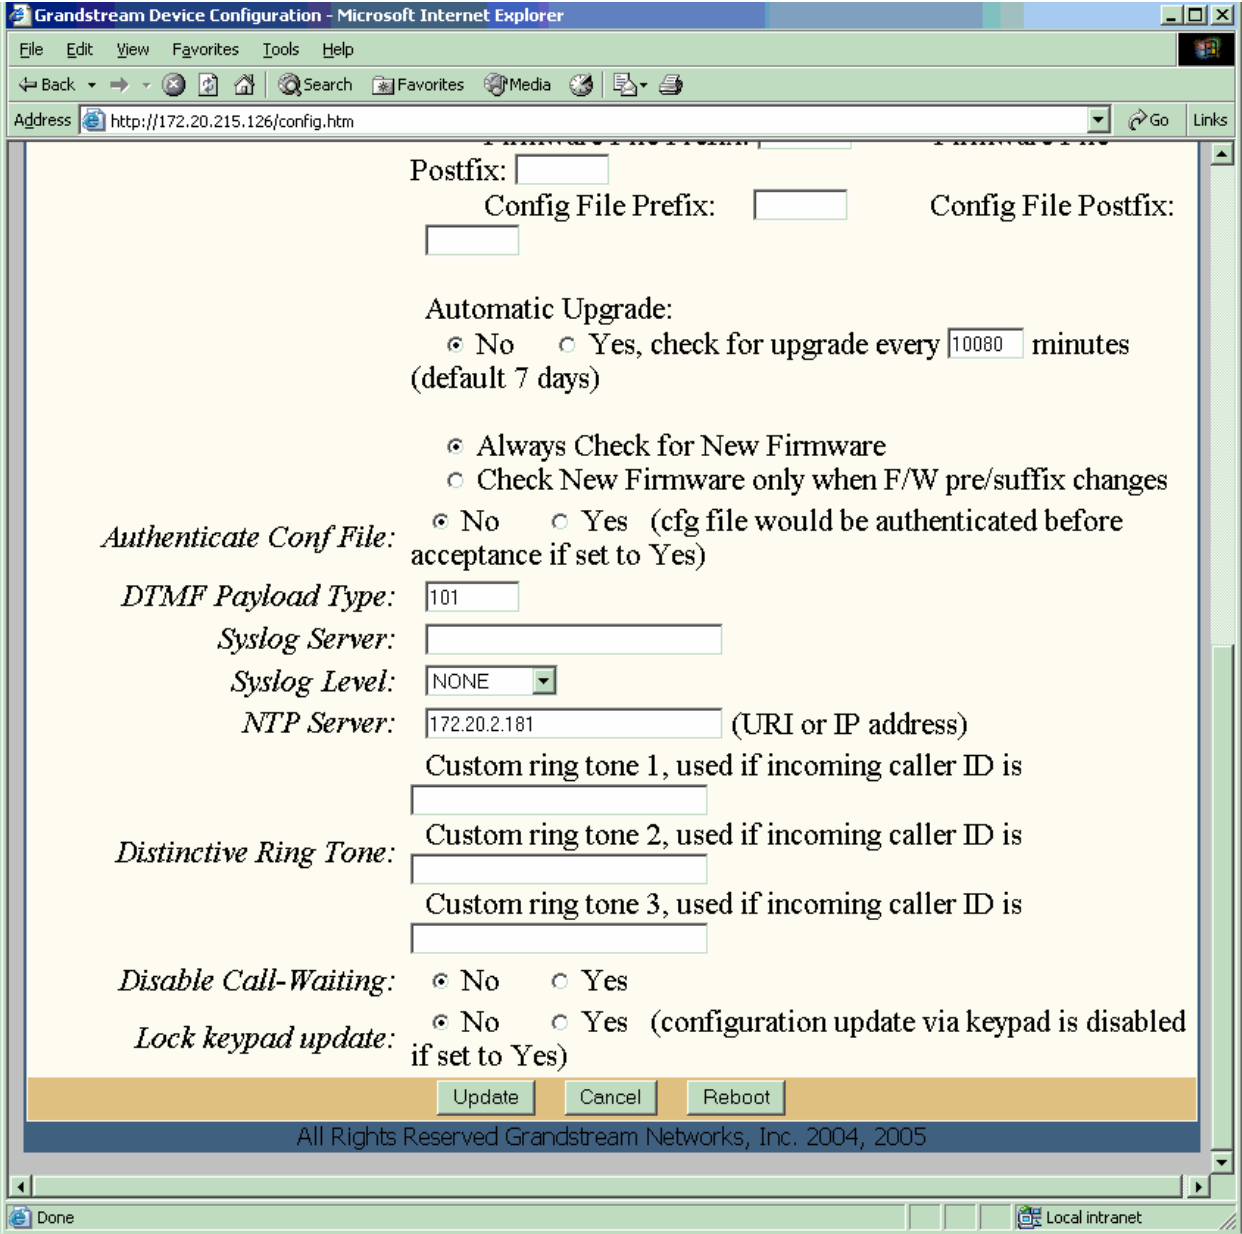 Grandstream Device Configuration - Microsoft Internet Explorer
File Edit View Favorites Tools Help
Back Search Favorites Media
Address http://172.20.215.126/config.htm Go Links
Firmware File Prefix: Firmware File
Postfix:
Config File Prefix: Config File Postfix:
Automatic Upgrade:
No Yes, check for upgrade every 10080 minutes
(default 7 days)
Always Check for New Firmware
Check New Firmware only when F/W pre/suffix changes
Authenticate Conf File: No Yes (cfg file would be authenticated before
acceptance if set to Yes)
DTMF Payload Type: 101
Syslog Server:
Syslog Level: NONE
NTP Server: 172.20.2.181 (URI or IP address)
Custom ring tone 1, used if incoming caller ID is
Distinctive Ring Tone: Custom ring tone 2, used if incoming caller ID is
Custom ring tone 3, used if incoming caller ID is
Disable Call-Waiting: No Yes
Lock keypad update: No Yes (configuration update via keypad is disabled
if set to Yes)
Update Cancel Reboot
All Rights Reserved Grandstream Networks, Inc. 2004, 2005
Done Local intranet